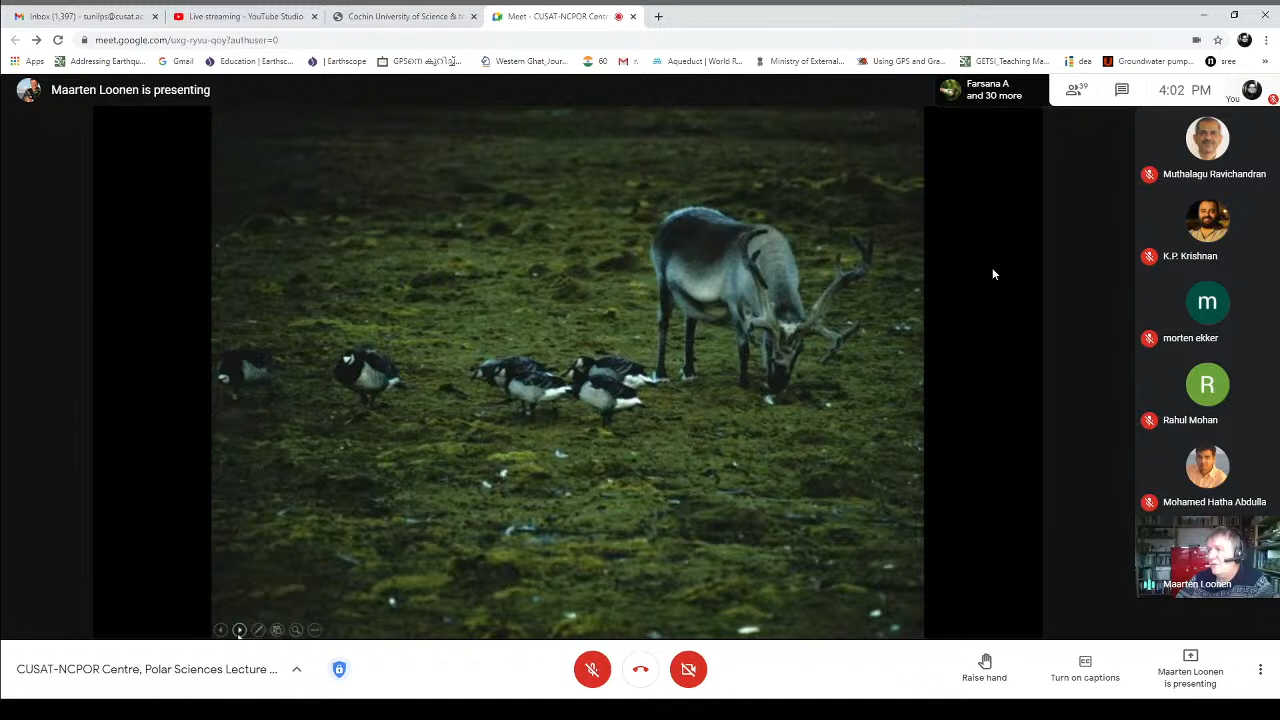 Inbox (1,397) - sunilps@cusat.ac
Live streaming - YouTube Studio
Cochin University of Science & te
Meet - CUSAT-NCPOR Centr
meet.google.com/uxg-ryvu-qoy?authuser=0
Apps
Addressing Earthqu...
Gmail
Education | Earthsc...
| Earthscope
GPSനെ കുറിച്ച്...
Western Ghat_Jour...
60
r.
Aqueduct | World R...
Ministry of External...
Using GPS and Gra...
GETSI_Teaching Ma...
idea
Groundwater pump...
sree
»
Maarten Loonen is presenting
Farsana A
and 30 more
39
4:02 PM
You
Muthalagu Ravichandran
K.P. Krishnan
m
morten ekker
R
Rahul Mohan
Mohamed Hatha Abdulla
Maarten Loonen
CUSAT-NCPOR Centre, Polar Sciences Lecture ...
Raise hand
Turn on captions
Maarten Loonen
is presenting